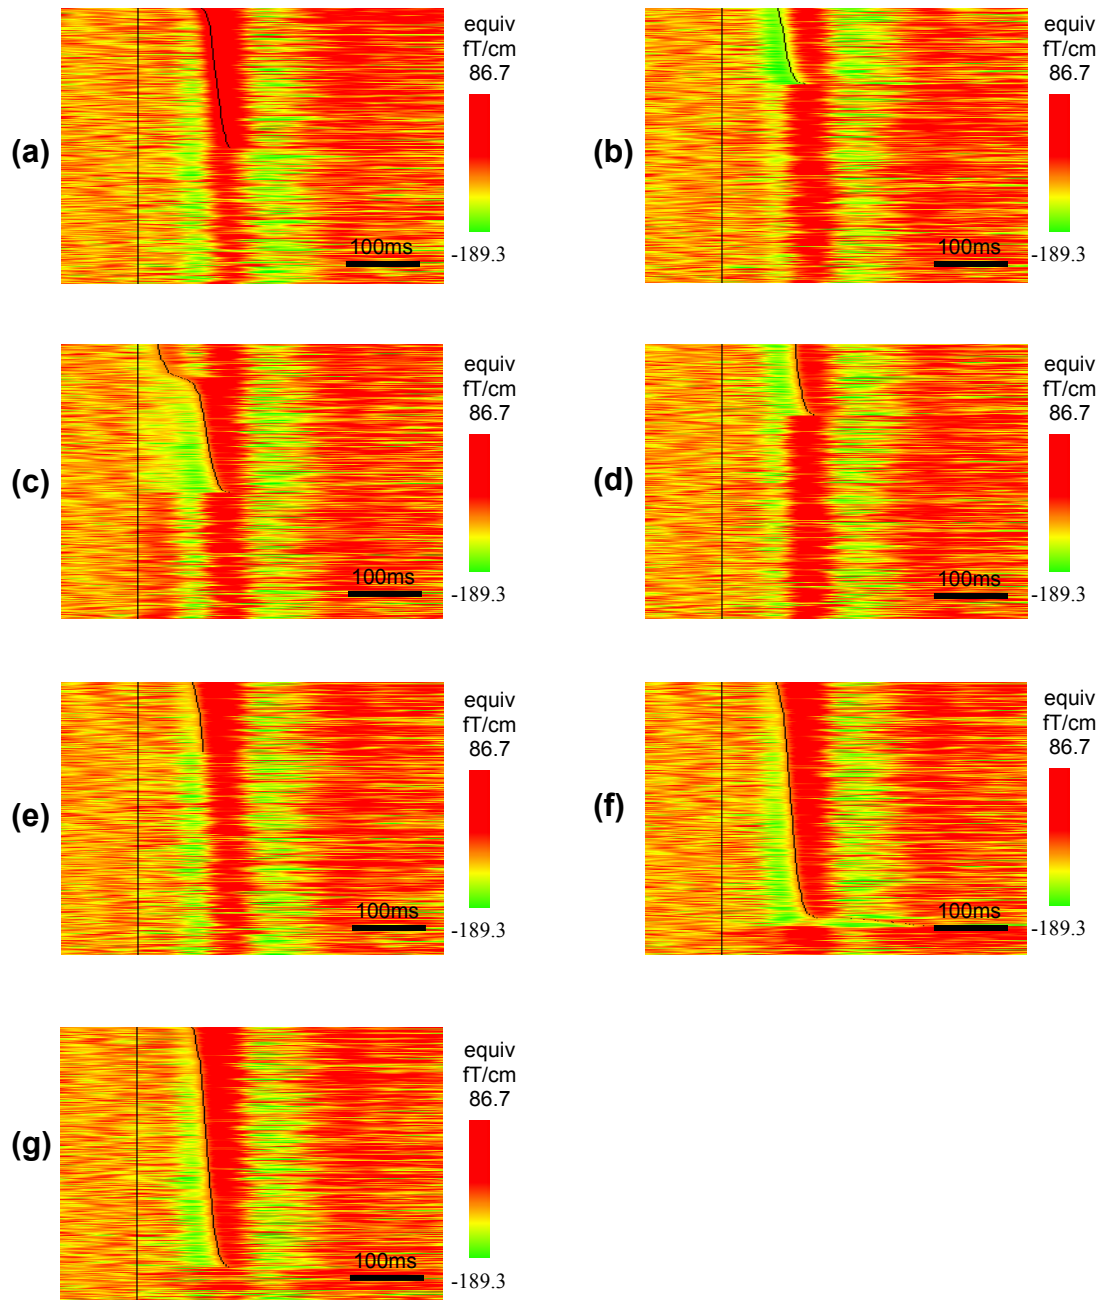 equiv
fT/cm
86.7
(a)
100ms
-189.3
equiv
fT/cm
86.7
(b)
100ms
-189.3
equiv
fT/cm
86.7
(c)
100ms
-189.3
equiv
fT/cm
86.7
(d)
100ms
-189.3
equiv
fT/cm
86.7
(e)
100ms
-189.3
equiv
fT/cm
86.7
(f)
100ms
-189.3
equiv
fT/cm
86.7
(g)
100ms
-189.3